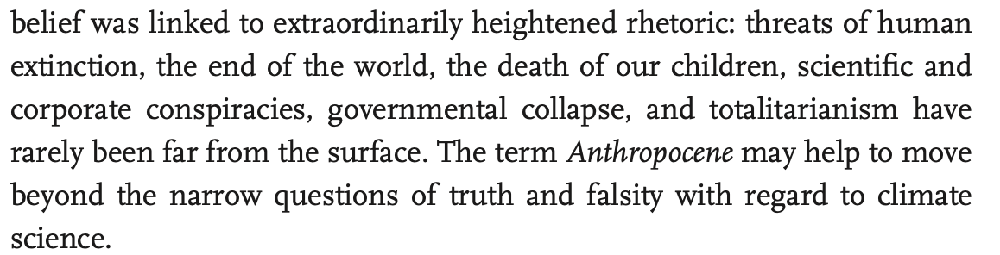 belief was linked to extraordinarily heightened rhetoric: threats of human
extinction, the end of the world, the death of our children, scientific and
corporate conspiracies, governmental collapse, and totalitarianism have
rarely been far from the surface. The term Anthropocene may help to move
beyond the narrow questions of truth and falsity with regard to climate
science.